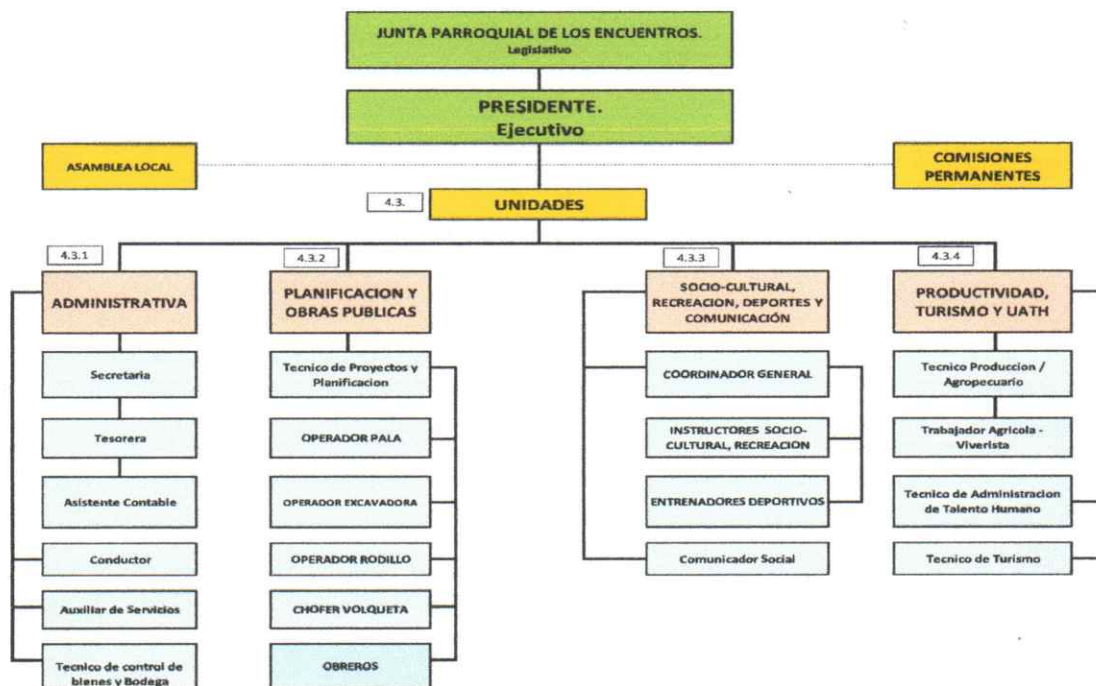 JUNTA PARROQUIAL DE LOS ENCUENTROS.
Legislativo
PRESIDENTE.
Ejecutivo
ASAMBLEA LOCAL
COMISIONES
PERMANENTES
4.3.
UNIDADES
4.3.1
ADMINISTRATIVA
Secretaria
Tesorera
Asistente Contable
Conductor
Auxiliar de Servicios
Tecnico de control de
bienes y Bodega
4.3.2
PLANIFICACION Y
OBRAS PUBLICAS
Tecnico de Proyectos y
Planificacion
OPERADOR PALA
OPERADOR EXCAVADORA
OPERADOR RODILLO
CHOFER VOLQUETA
OBREROS
4.3.3
SOCIO-CULTURAL,
RECREACION, DEPORTES Y
COMUNICACIÓN
COORDINADOR GENERAL
INSTRUCTORES SOCIO-
CULTURAL, RECREACION
ENTRENADORES DEPORTIVOS
Comunicador Social
4.3.4
PRODUCTIVIDAD,
TURISMO Y UATH
Tecnico Produccion /
Agropecuario
Trabajador Agricola -
Viverista
Tecnico de Administracion
de Talento Humano
Tecnico de Turismo